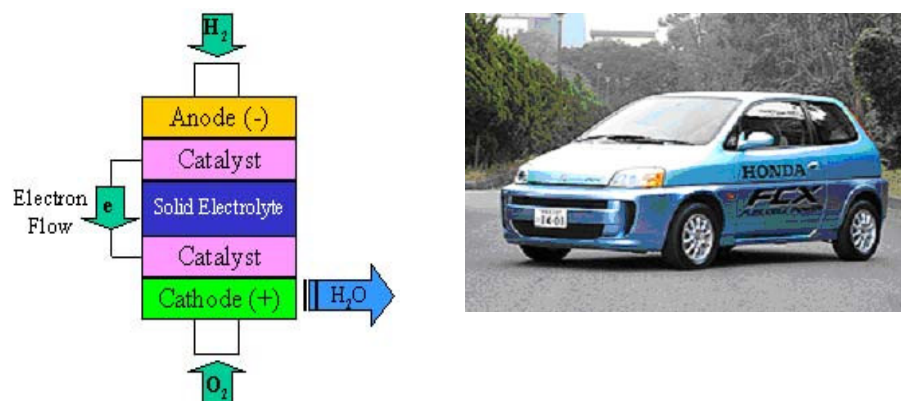 H₂
Anode (-)
Catalyst
Electron
Flow
e
Solid Electrolyte
Catalyst
Cathode (+)
H₂O
O₂
HONDA
FCX